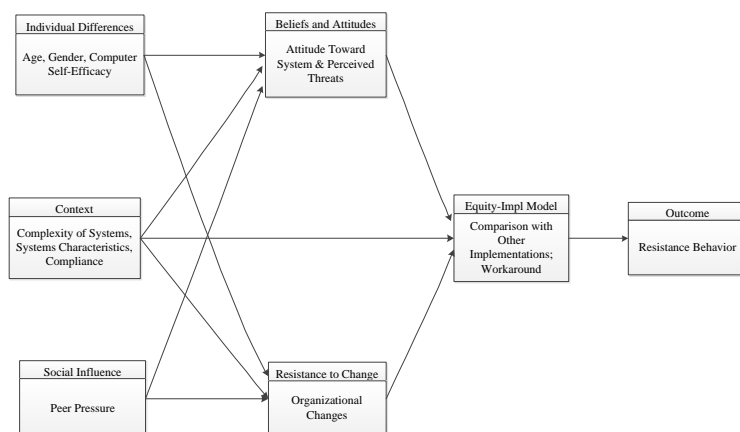 Individual Differences
Age, Gender, Computer
Self-Efficacy
Beliefs and Attitudes
Attitude Toward
System & Perceived
Threats
Context
Complexity of Systems,
Systems Characteristics,
Compliance
Equity-Impl Model
Comparison with
Other
Implementations;
Workaround
Outcome
Resistance Behavior
Social Influence
Peer Pressure
Resistance to Change
Organizational
Changes